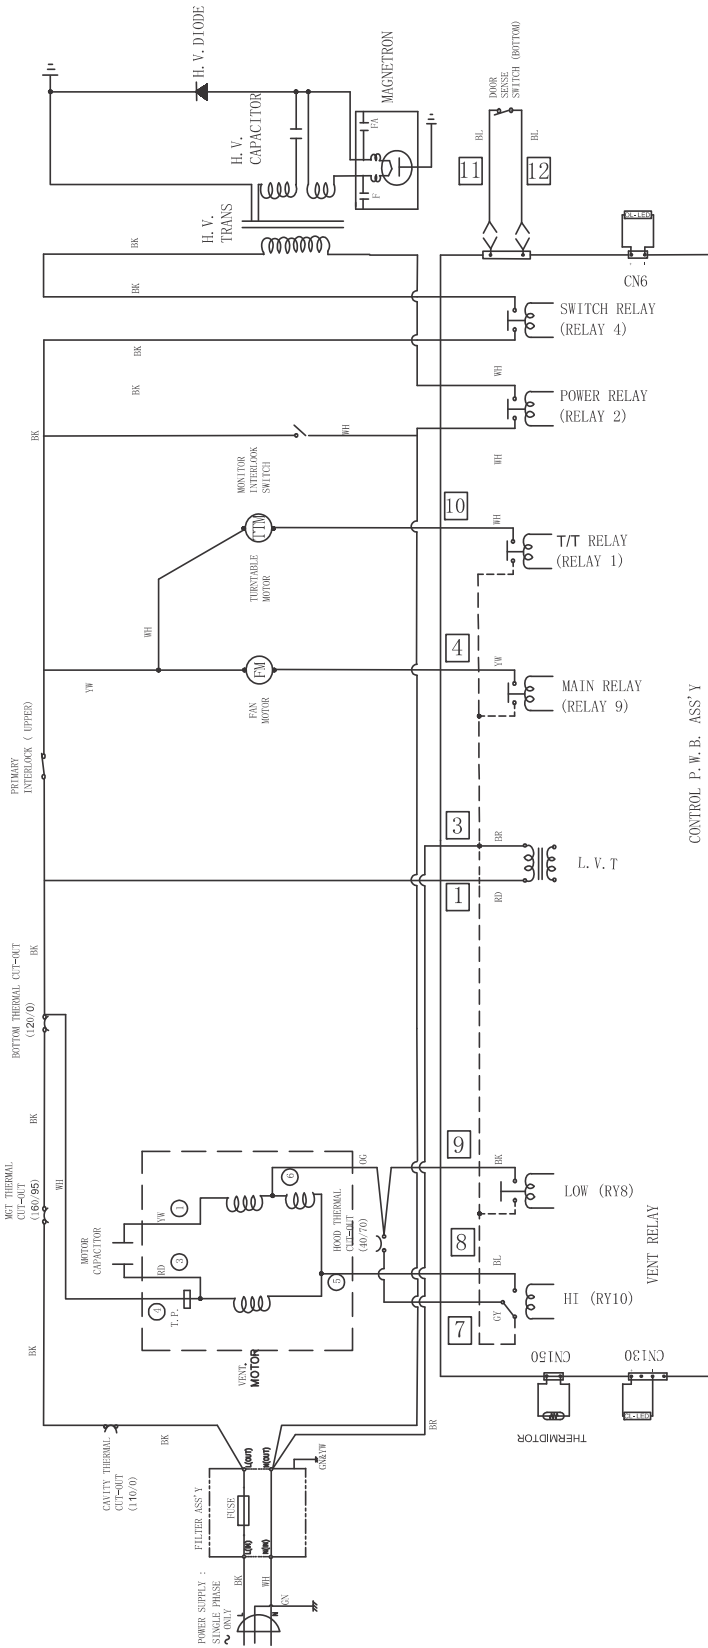 H.V.DIODE
H.V.
CAPACITOR
MAGNETRON
FA
F
H.V.
TRANS
DOOR
SENSE
SWITCH (BOTTOM)
BL
BL
11
12
CN6
BK
BK
BK
BK
BK
WH
WH
WH
SWITCH RELAY
(RELAY 4)
POWER RELAY
(RELAY 2)
MONITOR
INTERLOOK
SWITCH
10
WH
TTM
TURNTABLE
MOTOR
T/T RELAY
(RELAY 1)
WH
YW
FM
FAN
MOTOR
4
YW
MAIN RELAY
(RELAY 9)
PRIMARY
INTERLOCK ( UPPER)
CONTROL P.W.B. ASS'Y
3
BR
L.V.T
1
RD
BK
BOTTOM THERMAL CUT-OUT
(120/0)
BK
MGT THERMAL
CUT-OUT
(160/95)
WH
MOTOR
CAPACITOR
YW
1
RD
3
4
T.P.
6
5
OG
HOOD THERMAL
CUT-OUT
(40/70)
VENT.
MOTOR
9
BK
LOW (RY8)
8
BL
VENT RELAY
HI (RY10)
7
GY
BK
CN150
CN130
THERMIDTOR
CL-LED
BR
BK
CAVITY THERMAL
CUT-OUT
(110/0)
FILTER ASS'Y
FUSE
L(OUT)
N(OUT)
L(IN)
N(IN)
GN&YW
POWER SUPPLY :
SINGLE PHASE
ONLY
BK
WH
GN
L
N